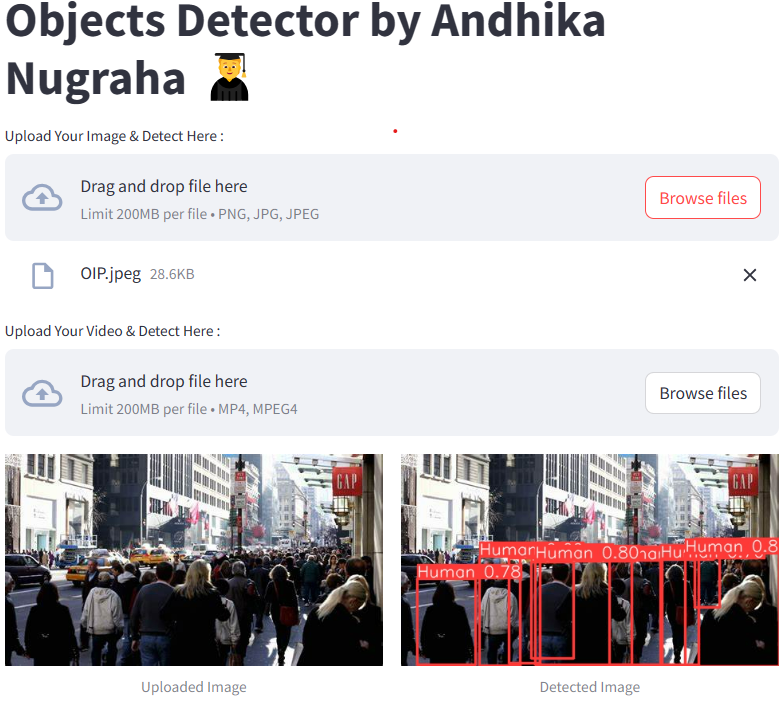 Objects Detector by Andhika
Nugraha
Upload Your Image & Detect Here :
Drag and drop file here
Limit 200MB per file • PNG, JPG, JPEG
Browse files
OIP.jpeg 28.6KB
Upload Your Video & Detect Here :
Drag and drop file here
Limit 200MB per file • MP4, MPEG4
Browse files
GAP
GAP
Human 0.80
Human 0.8
Human 0.78
Uploaded Image
Detected Image